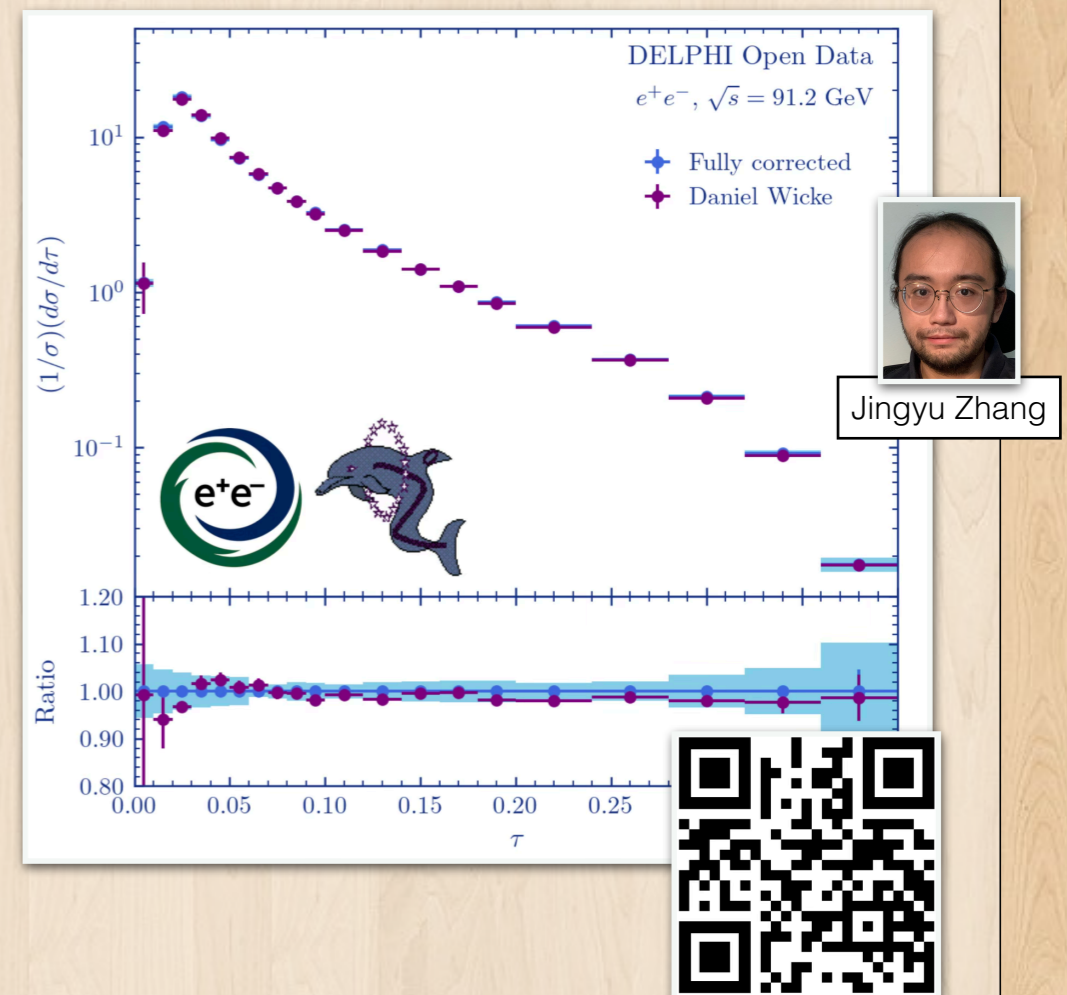 DELPHI Open Data
e⁺e⁻, √s = 91.2 GeV
Fully corrected
Daniel Wicke
10¹
10⁰
10⁻¹
(1/σ)(dσ/dτ)
e⁺e⁻
Jingyu Zhang
1.20
1.10
1.00
0.90
0.80
Ratio
0.00 0.05 0.10 0.15 0.20 0.25
τ